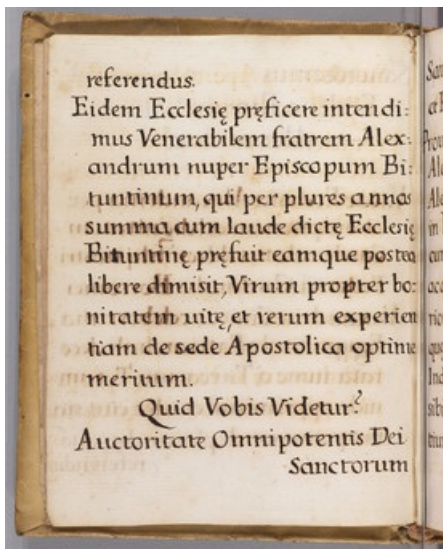 referendus.
Eidem Ecclesię pręficere intendi:
mus Venerabilem fratrem Alex:
andrum nuper Episcopum Bi:
tuntinum, qui per plures annos
summa cum laude dictę Ecclesię
Bituntinę pręfuit eamque postea
libere dimisit, Virum propter bo:
nitatem uitę, et rerum experien
tiam de sede Apostolica optime
meritum.
Quid Vobis Videtur?
Auctoritate Omnipotentis Dei
Sanctorum